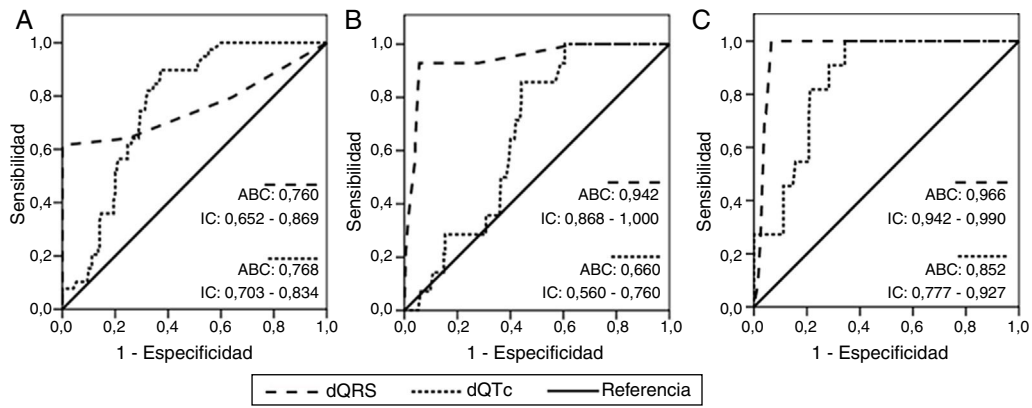 A
Sensibilidad
1,0
0,8
0,6
0,4
0,2
0,0
0,0 0,2 0,4 0,6 0,8 1,0
1 - Especificidad
ABC: 0,760
IC: 0,652 - 0,869
ABC: 0,768
IC: 0,703 - 0,834
B
Sensibilidad
1,0
0,8
0,6
0,4
0,2
0,0
0,0 0,2 0,4 0,6 0,8 1,0
1 - Especificidad
ABC: 0,942
IC: 0,868 - 1,000
ABC: 0,660
IC: 0,560 - 0,760
C
Sensibilidad
1,0
0,8
0,6
0,4
0,2
0,0
0,0 0,2 0,4 0,6 0,8 1,0
1 - Especificidad
ABC: 0,966
IC: 0,942 - 0,990
ABC: 0,852
IC: 0,777 - 0,927
dQRS dQTc Referencia